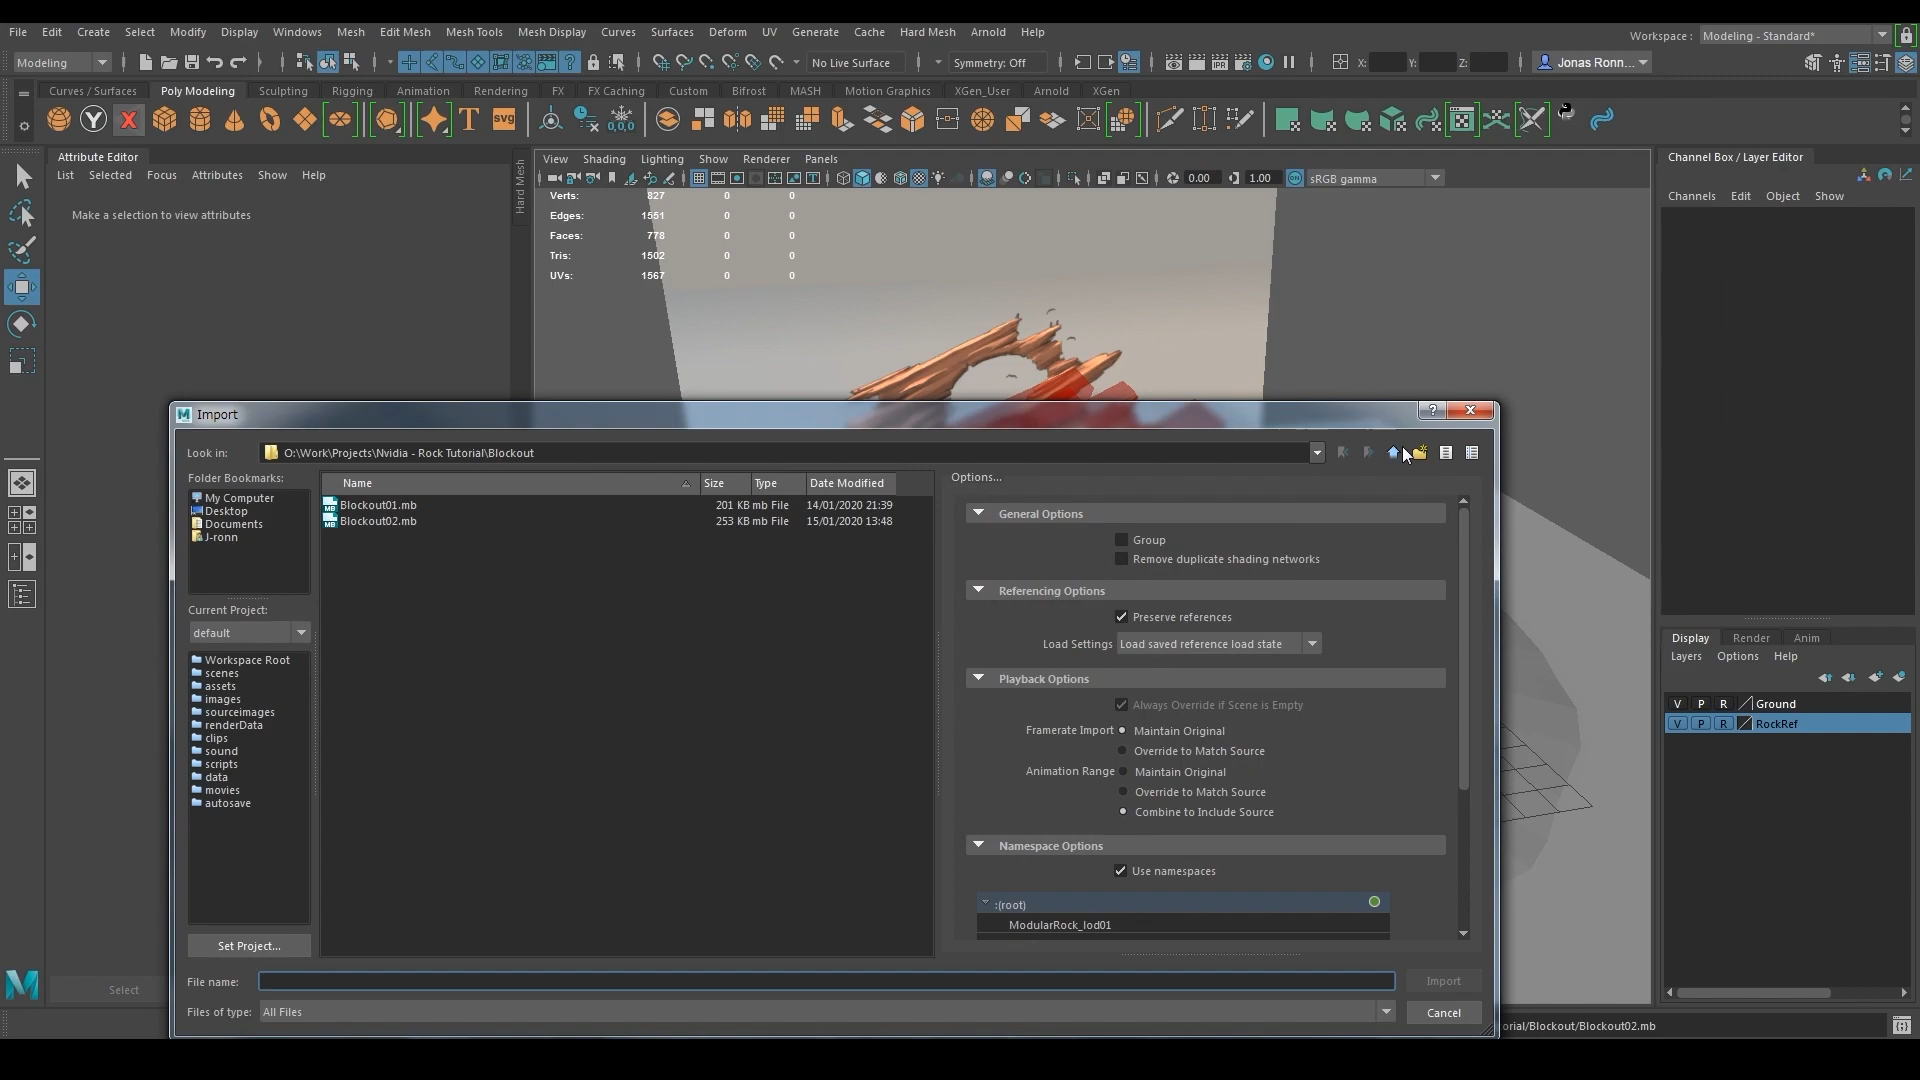 File Edit Create Select Modify Display Windows Mesh Edit Mesh Mesh Tools Mesh Display Curves Surfaces Deform UV Generate Cache Hard Mesh Arnold Help
Workspace : Modeling - Standard*
Modeling No Live Surface Symmetry: Off IPR X: Y: Z: Jonas Ronn...
Curves / Surfaces Poly Modeling Sculpting Rigging Animation Rendering FX FX Caching Custom Bifrost MASH Motion Graphics XGen_User Arnold XGen
Y X T svg 0,0,0
Attribute Editor
List Selected Focus Attributes Show Help
Make a selection to view attributes
Hard Mesh
View Shading Lighting Show Renderer Panels
0.00 1.00 ON sRGB gamma
Verts: 827 0 0
Edges: 1551 0 0
Faces: 778 0 0
Tris: 1502 0 0
UVs: 1567 0 0
Channel Box / Layer Editor
Channels Edit Object Show
Import
Look in: O:\Work\Projects\Nvidia - Rock Tutorial\Blockout
Folder Bookmarks:
My Computer
Desktop
Documents
J-ronn
Current Project:
default
Workspace Root
scenes
assets
images
sourceimages
renderData
clips
sound
scripts
data
movies
autosave
Set Project...
Name Size Type Date Modified
Blockout01.mb 201 KB mb File 14/01/2020 21:39
Blockout02.mb 253 KB mb File 15/01/2020 13:48
Options...
General Options
Group
Remove duplicate shading networks
Referencing Options
Preserve references
Load Settings Load saved reference load state
Playback Options
Always Override if Scene is Empty
Framerate Import Maintain Original
Override to Match Source
Animation Range Maintain Original
Override to Match Source
Combine to Include Source
Namespace Options
Use namespaces
:(root)
ModularRock_lod01
File name: Import
Files of type: All Files Cancel
Select
Display Render Anim
Layers Options Help
V P R Ground
V P R RockRef
orial/Blockout/Blockout02.mb